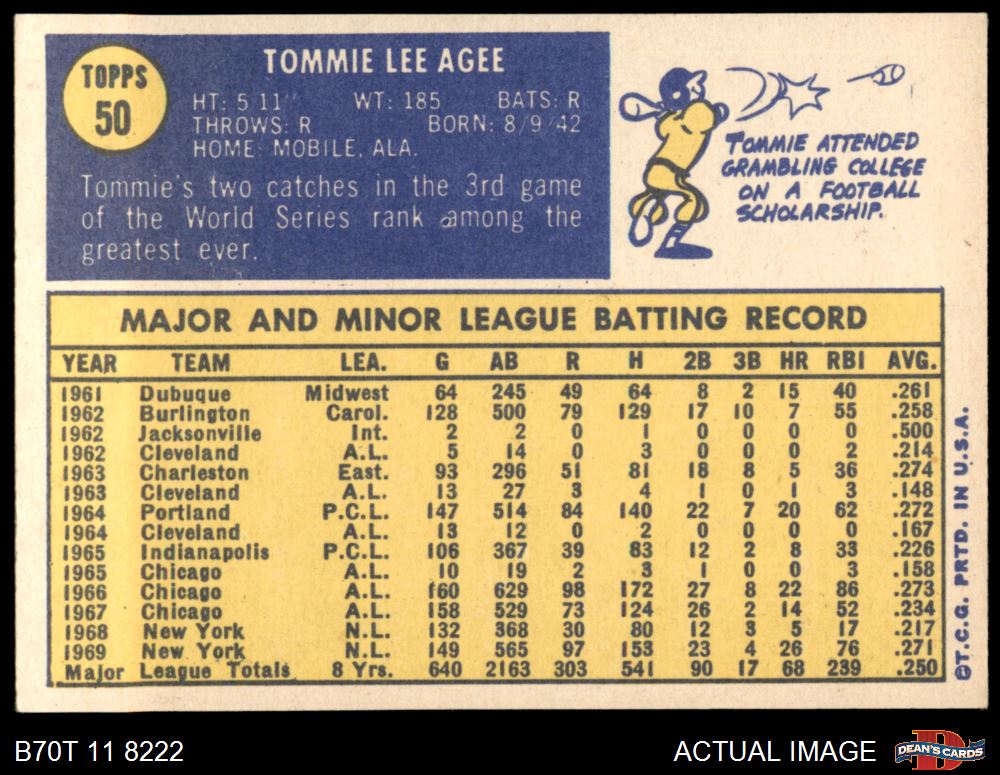 TOPPS
50
TOMMIE LEE AGEE
HT: 5 11" WT: 185 BATS: R
THROWS: R BORN: 8/9/42
HOME: MOBILE, ALA.
Tommie's two catches in the 3rd game
of the World Series rank among the
greatest ever.
TOMMIE ATTENDED
GRAMBLING COLLEGE
ON A FOOTBALL
SCHOLARSHIP.
MAJOR AND MINOR LEAGUE BATTING RECORD
YEAR TEAM LEA. G AB R H 2B 3B HR RBI AVG.
1961 Dubuque Midwest 64 245 49 64 8 2 15 40 .261
1962 Burlington Carol. 128 500 79 129 17 10 7 55 .258
1962 Jacksonville Int. 2 2 0 1 0 0 0 0 .500
1962 Cleveland A.L. 5 14 0 3 0 0 0 2 .214
1963 Charleston East. 93 296 51 81 18 8 5 36 .274
1963 Cleveland A.L. 13 27 3 4 1 0 1 3 .148
1964 Portland P.C.L. 147 514 84 140 22 7 20 62 .272
1964 Cleveland A.L. 13 12 0 2 0 0 0 0 .167
1965 Indianapolis P.C.L. 106 367 39 83 12 2 8 33 .226
1965 Chicago A.L. 10 19 2 3 1 0 0 3 .158
1966 Chicago A.L. 160 629 98 172 27 8 22 86 .273
1967 Chicago A.L. 158 529 73 124 26 2 14 52 .234
1968 New York N.L. 132 368 30 80 12 3 5 17 .217
1969 New York N.L. 149 565 97 153 23 4 26 76 .271
Major League Totals 8 Yrs. 640 2163 303 541 90 17 68 239 .250
©T.C.G. PRTD. IN U.S.A.
B70T 11 8222
ACTUAL IMAGE
DEAN'S CARDS